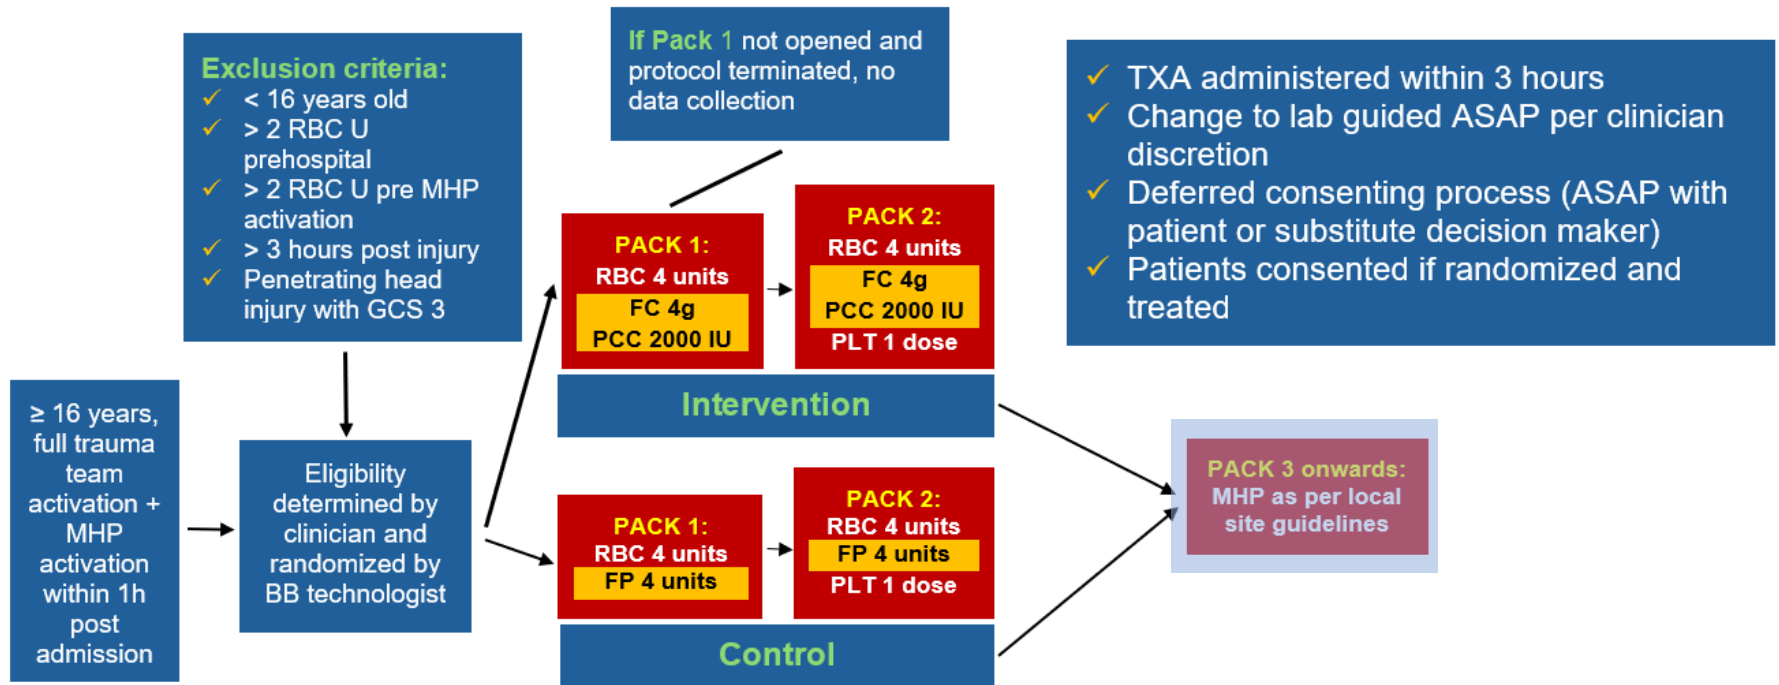 Exclusion criteria:
✓ < 16 years old
✓ > 2 RBC U
prehospital
✓ > 2 RBC U pre MHP
activation
✓ > 3 hours post injury
✓ Penetrating head
injury with GCS 3
If Pack 1 not opened and
protocol terminated, no
data collection
✓ TXA administered within 3 hours
✓ Change to lab guided ASAP per clinician
discretion
✓ Deferred consenting process (ASAP with
patient or substitute decision maker)
✓ Patients consented if randomized and
treated
≥ 16 years,
full trauma
team
activation +
MHP
activation
within 1h
post
admission
Eligibility
determined by
clinician and
randomized by
BB technologist
PACK 1:
RBC 4 units
FC 4g
PCC 2000 IU
PACK 2:
RBC 4 units
FC 4g
PCC 2000 IU
PLT 1 dose
Intervention
PACK 1:
RBC 4 units
FP 4 units
PACK 2:
RBC 4 units
FP 4 units
PLT 1 dose
Control
PACK 3 onwards:
MHP as per local
site guidelines